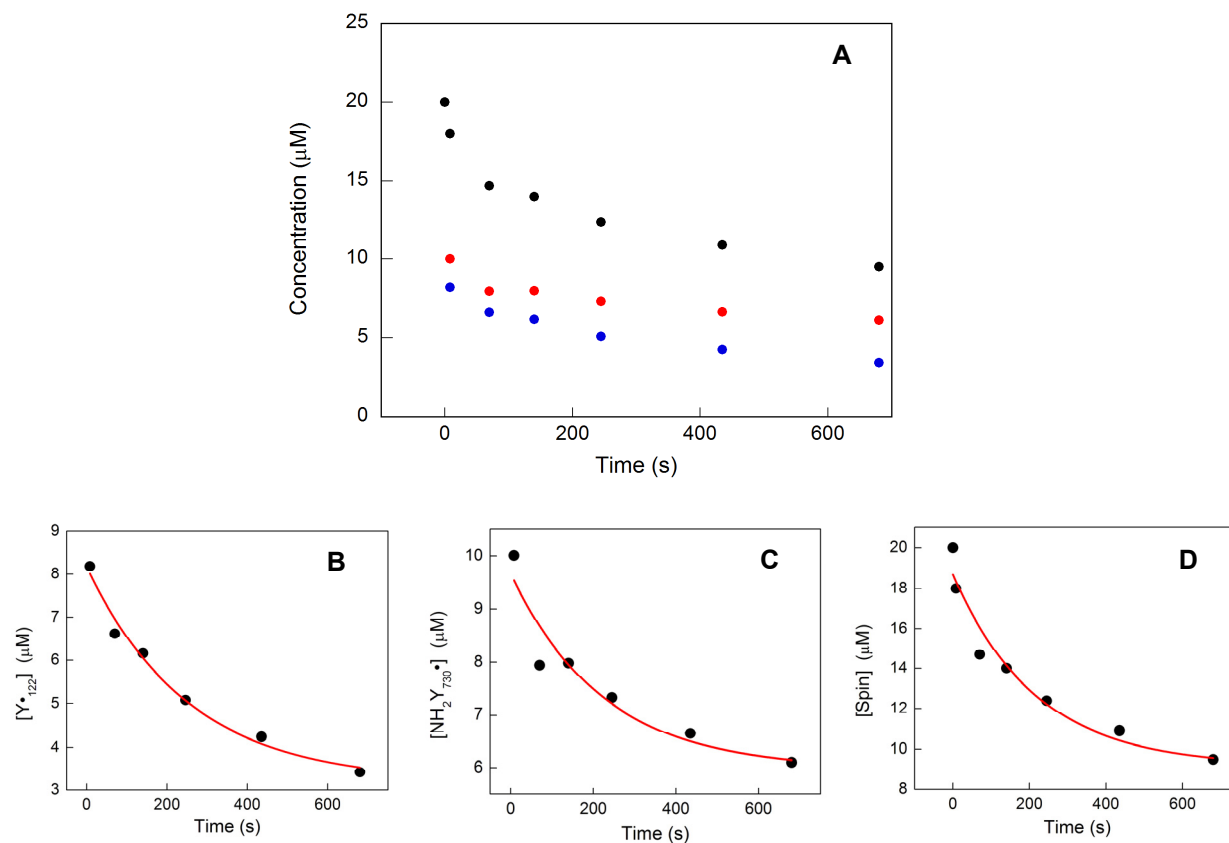 A
25
20
15
10
5
0
Concentration (μM)
0 200 400 600
Time (s)
B
9
8
7
6
5
4
3
[Y•122] (μM)
0 200 400 600
Time (s)
C
10
9
8
7
6
[NH2Y730•] (μM)
0 200 400 600
Time (s)
D
20
18
16
14
12
10
8
[Spin] (μM)
0 200 400 600
Time (s)